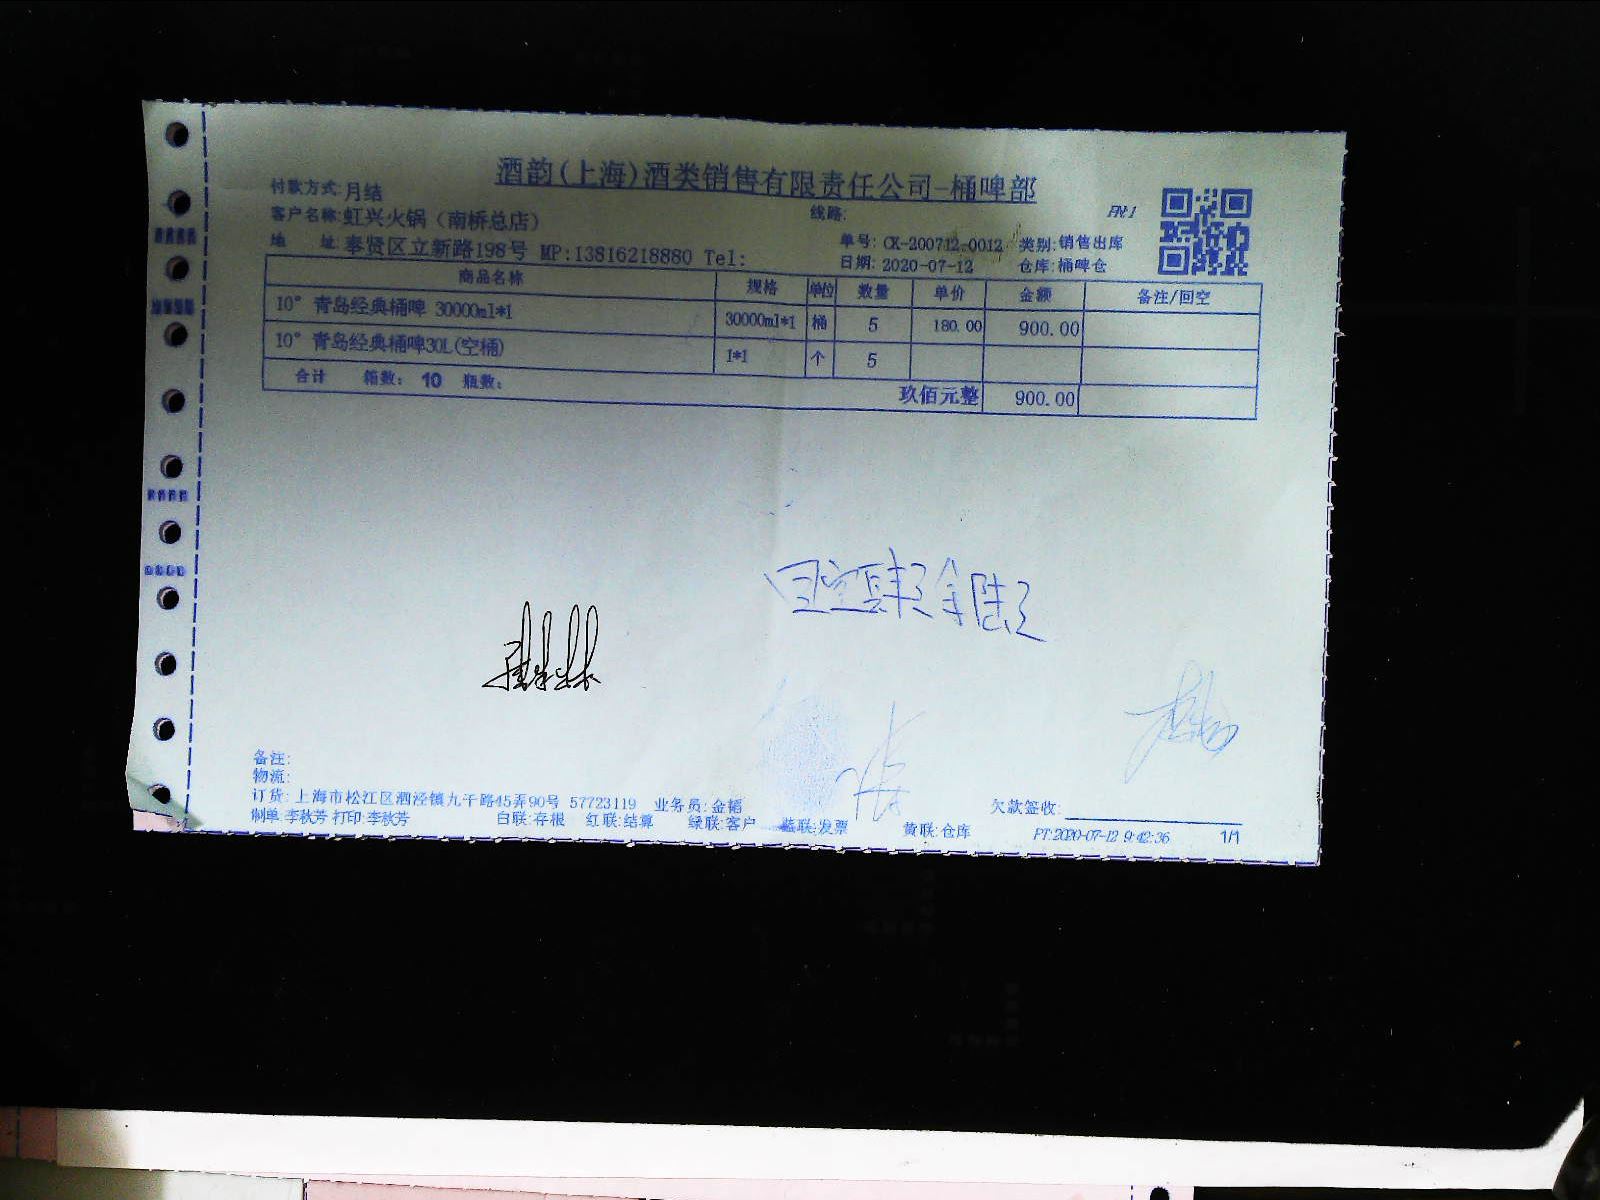 酒韵(上海)酒类销售有限责任公司-桶啤部
付款方式:月结
客户名称:虹兴火锅（南桥总店） 线路:
地 址:奉贤区立新路198号 MP:13816218880 Tel: 单号: CK-200712-0012 类别:销售出库
日期: 2020-07-12 仓库:桶啤仓
商品名称 规格 单位 数量 单价 金额 备注/回空
10° 青岛经典桶啤 30000ml*1 30000ml*1 桶 5 180.00 900.00
10° 青岛经典桶啤30L(空桶) 1*1 个 5
合计 箱数: 10 瓶数: 玖佰元整 900.00
备注:
物流:
订货: 上海市松江区泗泾镇九干路45弄90号 57723119 业务员:金韬 欠款签收:
制单:李秋芳 打印:李秋芳 白联:存根 红联:结算 绿联:客户 蓝联:发票 黄联:仓库 PT:2020-07-12 9:42:36 1/1